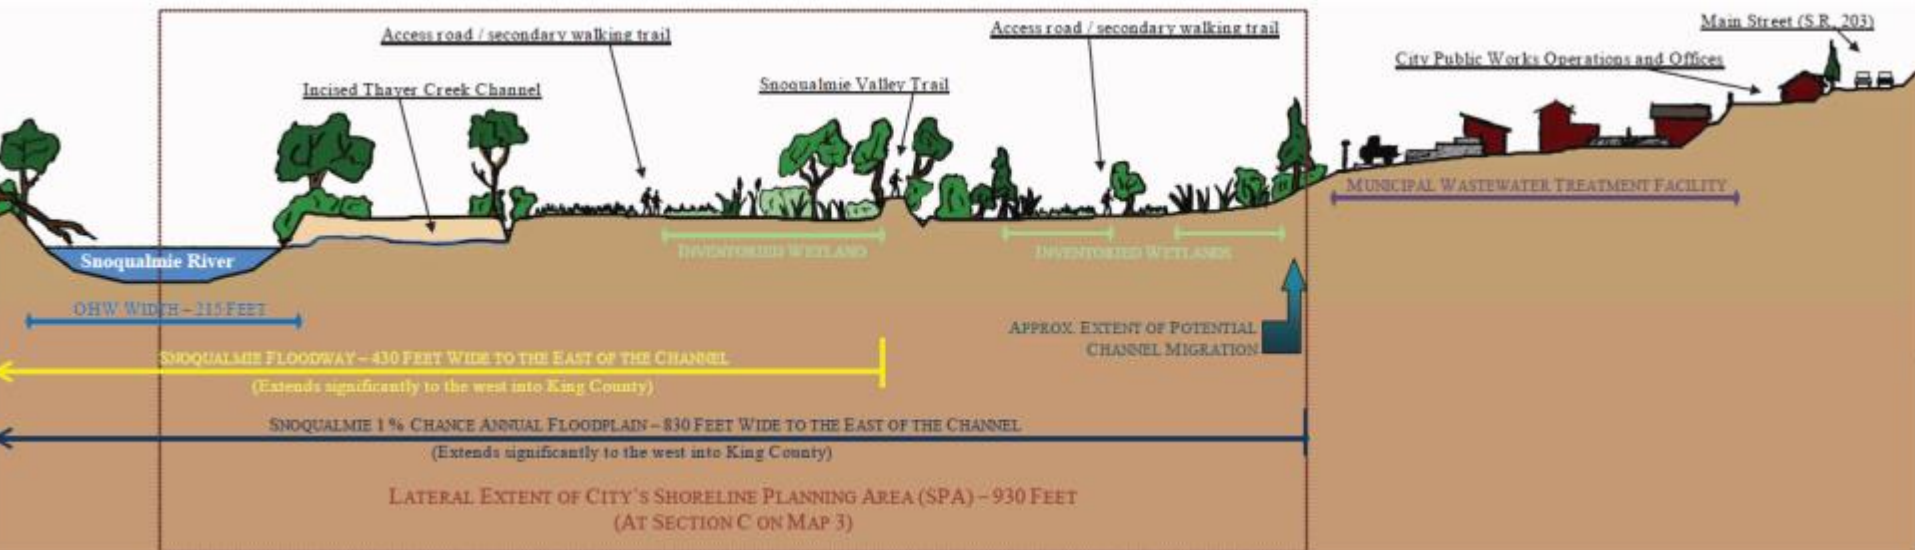 Main Street (S.R. 203)
Access road / secondary walking trail
Access road / secondary walking trail
City Public Works Operations and Offices
Snoqualmie Valley Trail
Incised Thayer Creek Channel
MUNICIPAL WASTEWATER TREATMENT FACILITY
INVENTORIED WETLAND
INVENTORIED WETLANDS
Snoqualmie River
OHW WIDTH – 215 FEET
APPROX. EXTENT OF POTENTIAL
CHANNEL MIGRATION
SNOQUALMIE FLOODWAY – 430 FEET WIDE TO THE EAST OF THE CHANNEL
(Extends significantly to the west into King County)
SNOQUALMIE 1 % CHANCE ANNUAL FLOODPLAIN – 830 FEET WIDE TO THE EAST OF THE CHANNEL
(Extends significantly to the west into King County)
LATERAL EXTENT OF CITY'S SHORELINE PLANNING AREA (SPA) – 930 FEET
(AT SECTION C ON MAP 3)